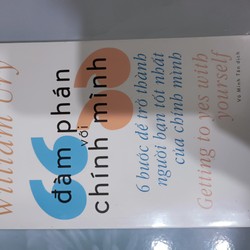 William Ury
đàm phán
với
chính mình
6 bước để trở thành
người bạn tốt nhất
của chính mình
Getting to yes with
yourself